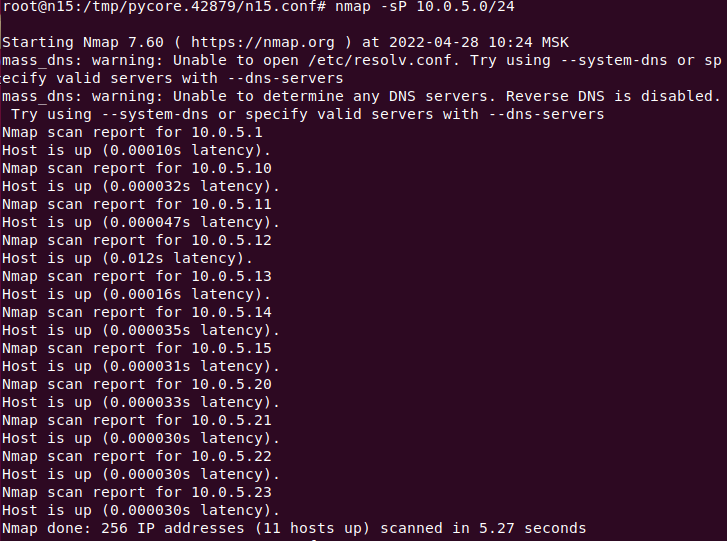 root@n15:/tmp/pycore.42879/n15.conf# nmap -sP 10.0.5.0/24
Starting Nmap 7.60 ( https://nmap.org ) at 2022-04-28 10:24 MSK
mass_dns: warning: Unable to open /etc/resolv.conf. Try using --system-dns or sp
ecify valid servers with --dns-servers
mass_dns: warning: Unable to determine any DNS servers. Reverse DNS is disabled.
 Try using --system-dns or specify valid servers with --dns-servers
Nmap scan report for 10.0.5.1
Host is up (0.00010s latency).
Nmap scan report for 10.0.5.10
Host is up (0.000032s latency).
Nmap scan report for 10.0.5.11
Host is up (0.000047s latency).
Nmap scan report for 10.0.5.12
Host is up (0.012s latency).
Nmap scan report for 10.0.5.13
Host is up (0.00016s latency).
Nmap scan report for 10.0.5.14
Host is up (0.000035s latency).
Nmap scan report for 10.0.5.15
Host is up (0.000031s latency).
Nmap scan report for 10.0.5.20
Host is up (0.000033s latency).
Nmap scan report for 10.0.5.21
Host is up (0.000030s latency).
Nmap scan report for 10.0.5.22
Host is up (0.000030s latency).
Nmap scan report for 10.0.5.23
Host is up (0.000030s latency).
Nmap done: 256 IP addresses (11 hosts up) scanned in 5.27 seconds